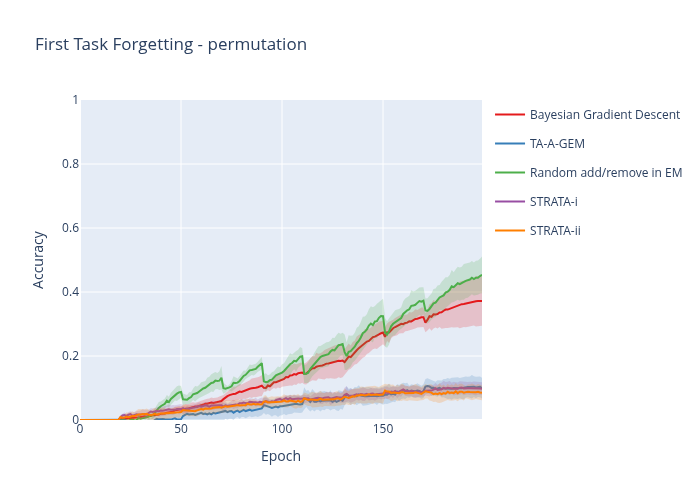 First Task Forgetting - permutation
1
0.8
0.6
0.4
0.2
0
0
50
100
150
Epoch
Accuracy
Bayesian Gradient Descent
TA-A-GEM
Random add/remove in EM
STRATA-i
STRATA-ii